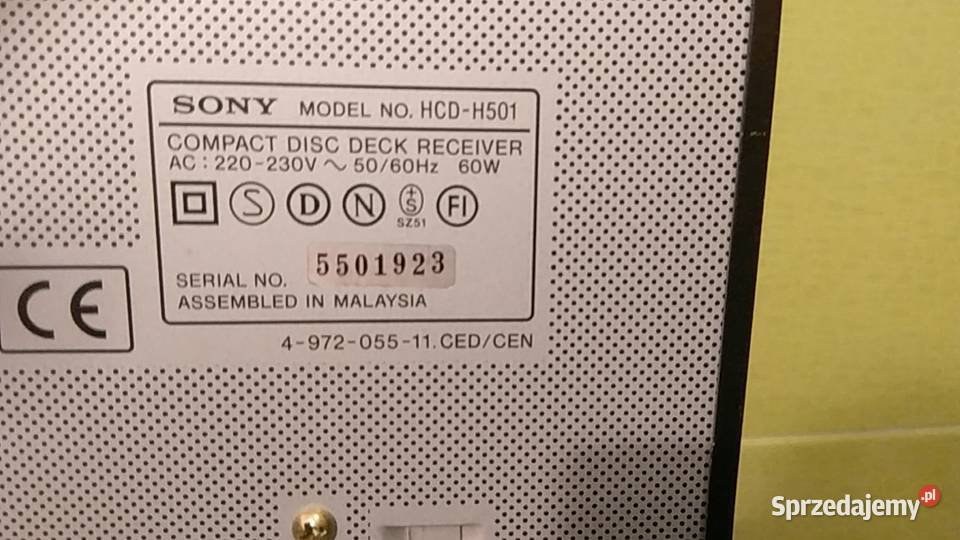 SONY MODEL NO. HCD-H501
COMPACT DISC DECK RECEIVER
AC : 220-230V ~ 50/60Hz 60W
S D N +S FI
SZ51
SERIAL NO. 5501923
ASSEMBLED IN MALAYSIA
CE
4-972-055-11. CED/CEN
Sprzedajemy.pl